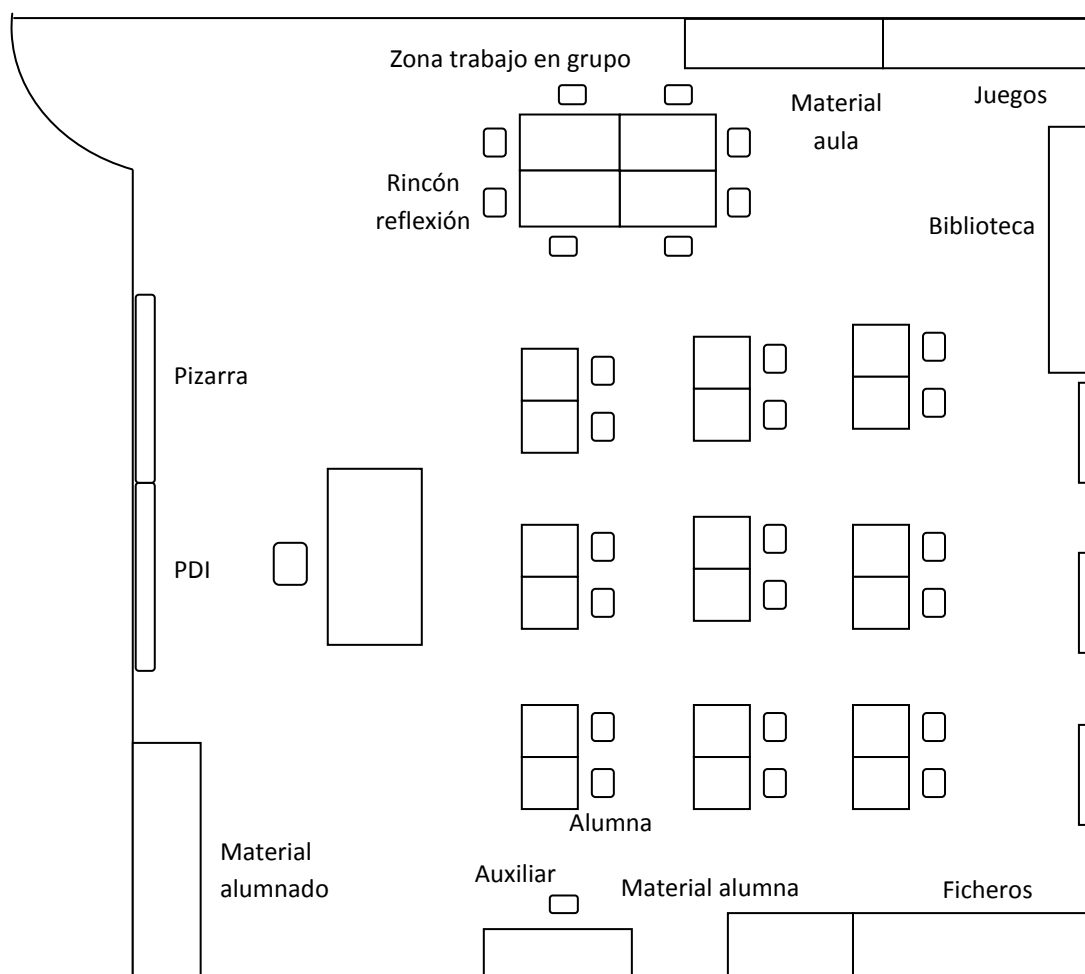 Zona trabajo en grupo
Material
aula
Juegos
Rincón
reflexión
Biblioteca
Pizarra
PDI
Alumna
Material
alumnado
Auxiliar
Material alumna
Ficheros